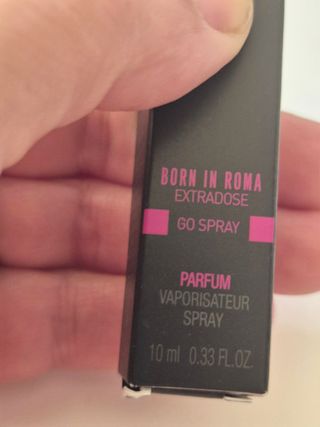 BORN IN ROMA
EXTRADOSE
GO SPRAY
PARFUM
VAPORISATEUR
SPRAY
10 ml 0.33 FL.OZ.